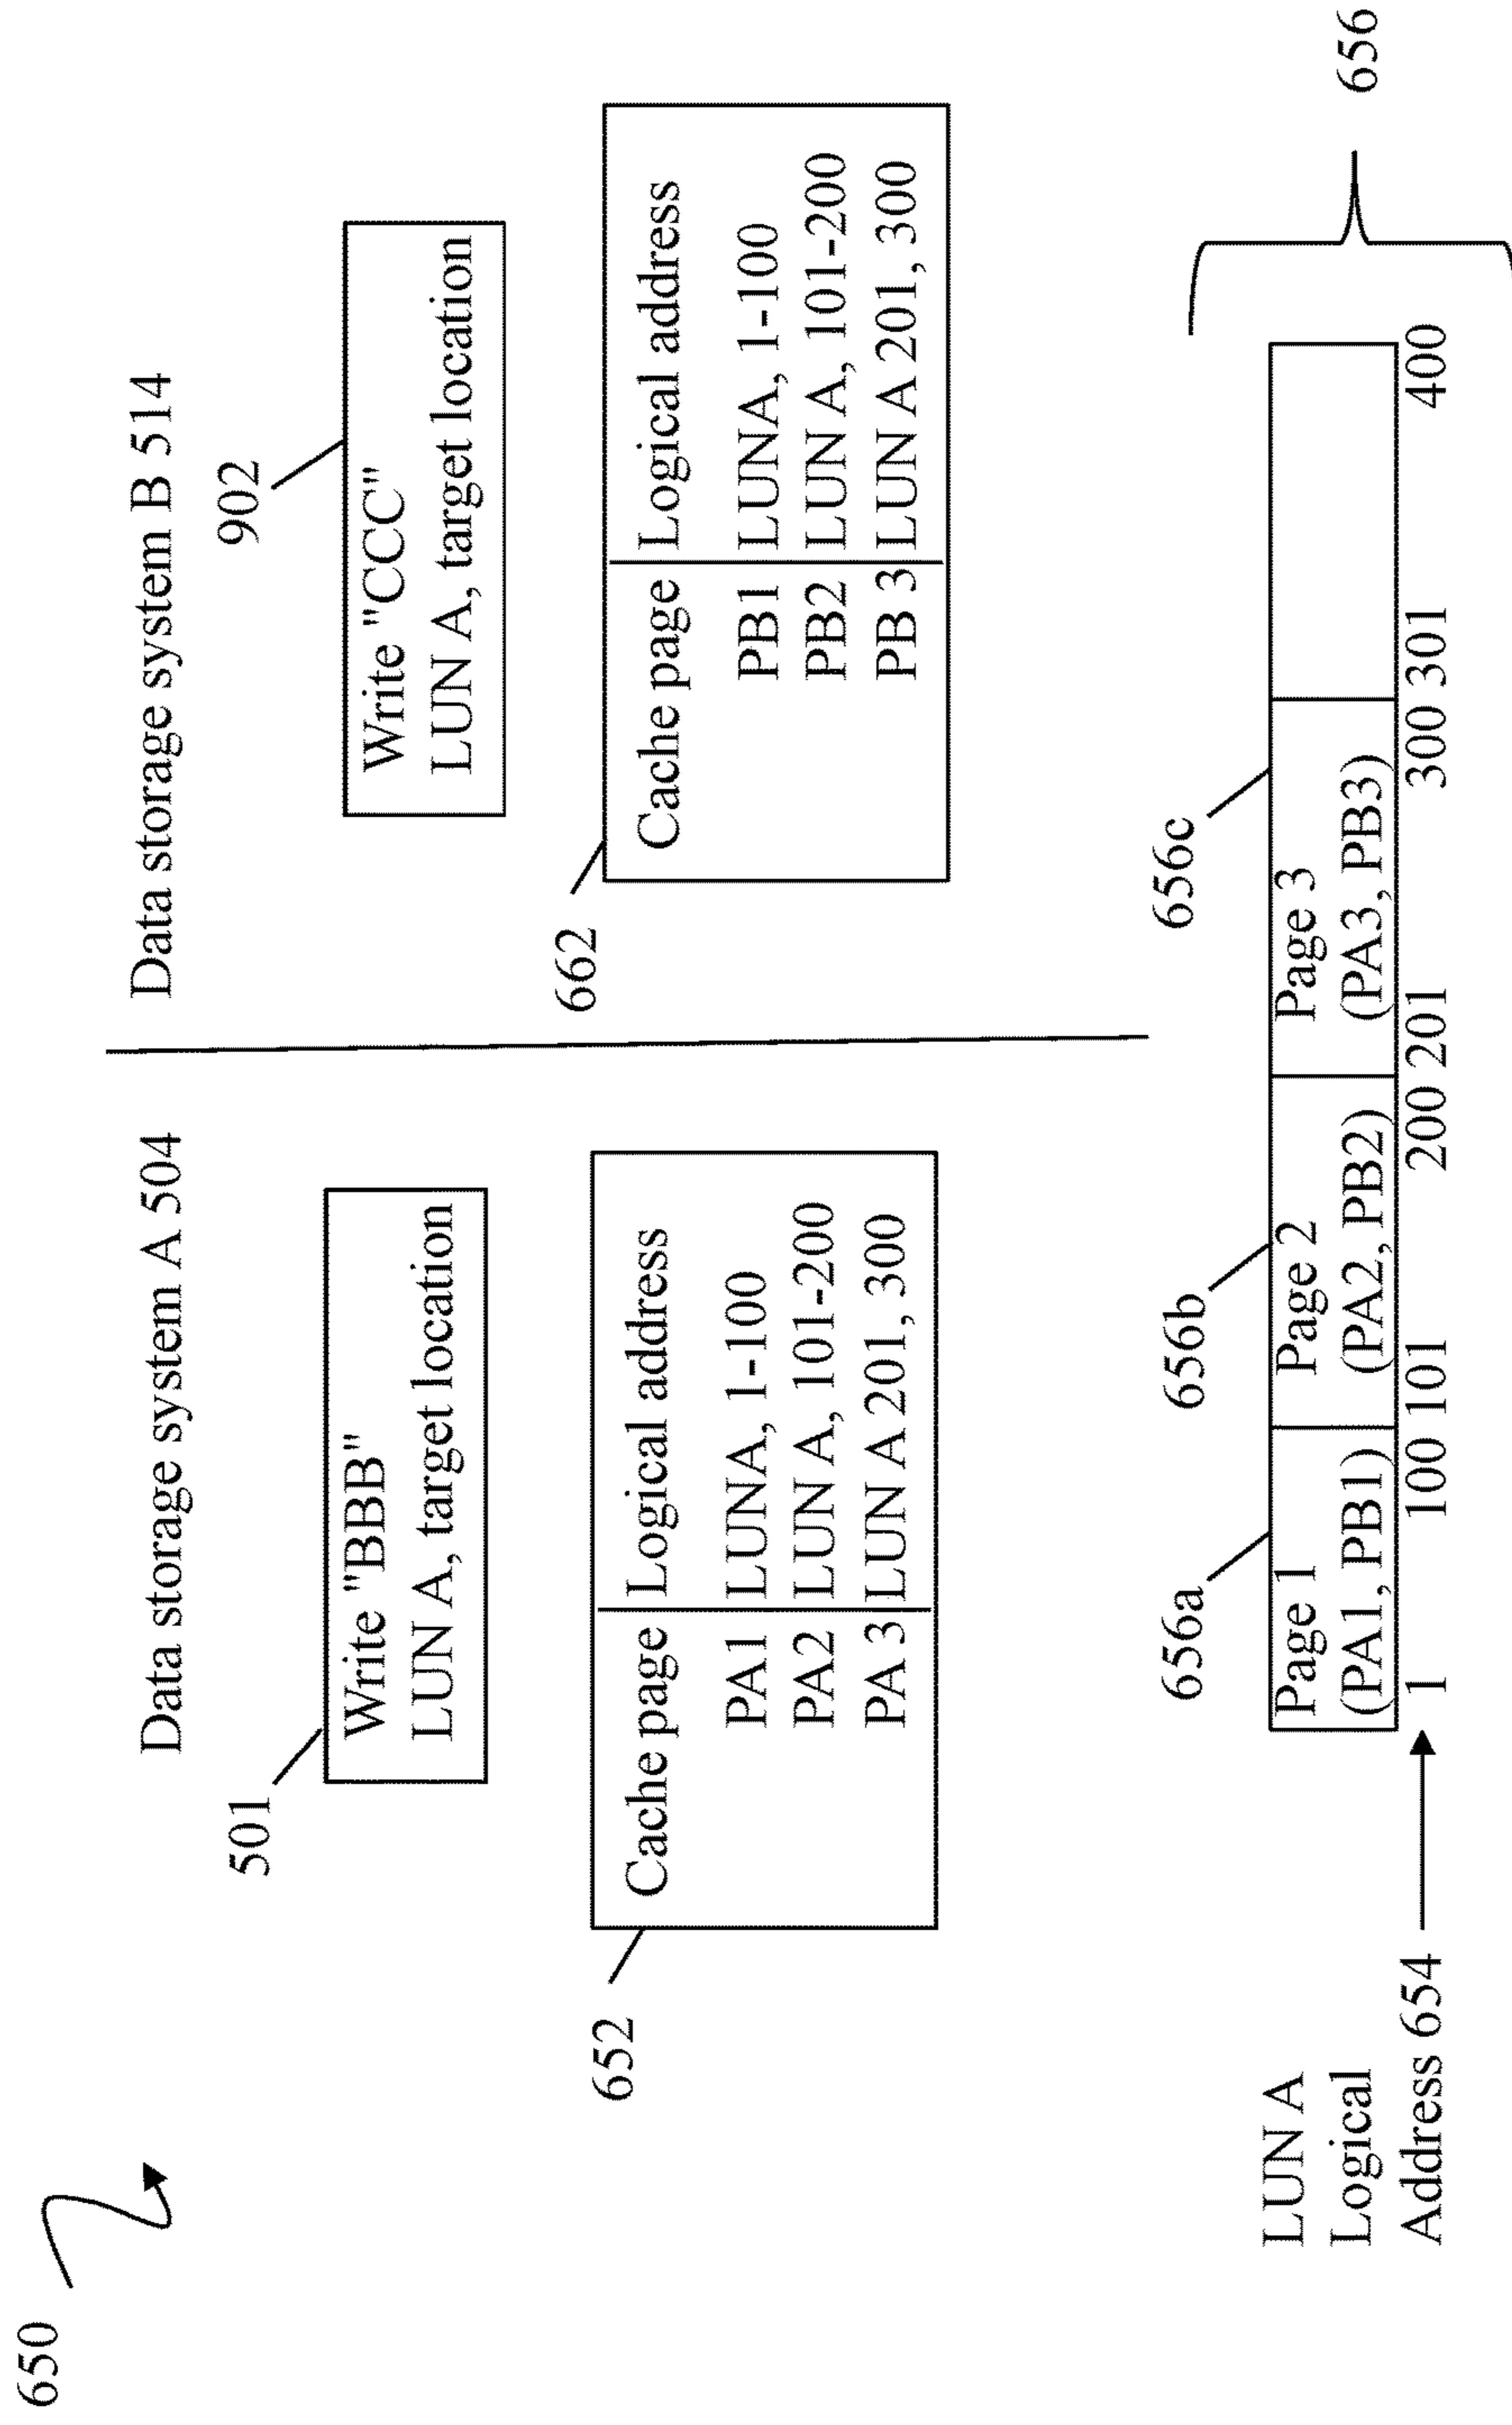 650
Data storage system A 504
501
Write "BBB"
LUN A, target location
652
Cache page Logical address
PA1 LUNA, 1-100
PA2 LUN A, 101-200
PA 3 LUN A 201, 300
Data storage system B 514
902
Write "CCC"
LUN A, target location
662
Cache page Logical address
PB1 LUNA, 1-100
PB2 LUN A, 101-200
PB 3 LUN A 201, 300
LUN A
Logical
Address 654
656a
656b
656c
Page 1
(PA1, PB1)
Page 2
(PA2, PB2)
Page 3
(PA3, PB3)
1 100 101 200 201 300 301 400
656